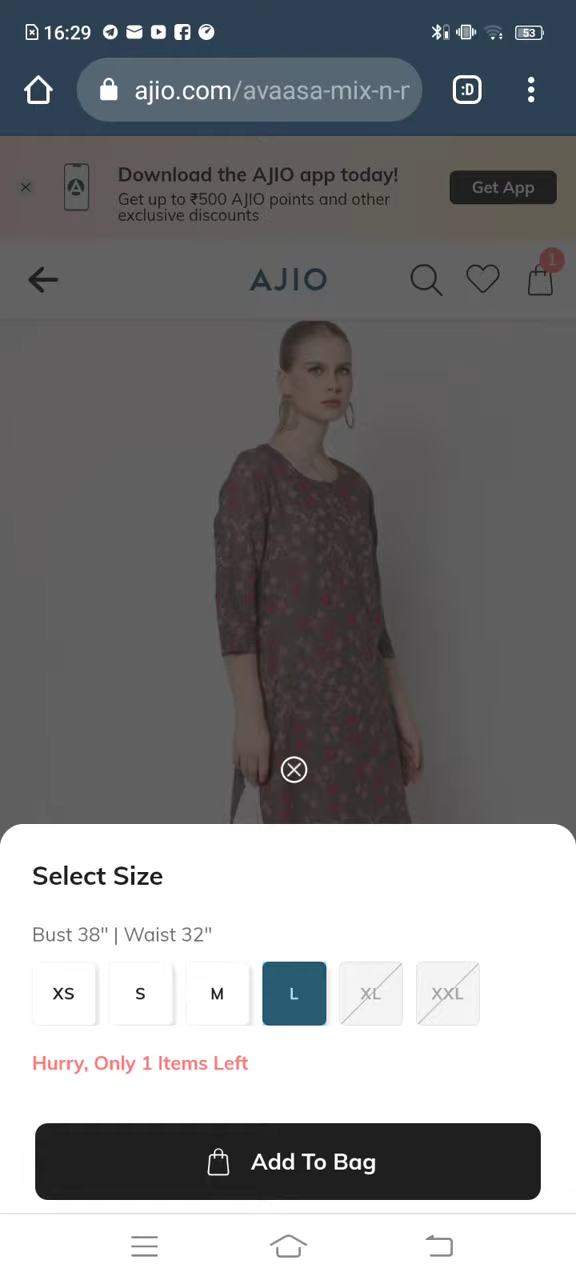 16:29
53
ajio.com/avaasa-mix-n-r
:D
Download the AJIO app today!
Get up to ₹500 AJIO points and other
exclusive discounts
Get App
AJIO
1
Select Size
Bust 38" | Waist 32"
XS S M L XL XXL
Hurry, Only 1 Items Left
Add To Bag